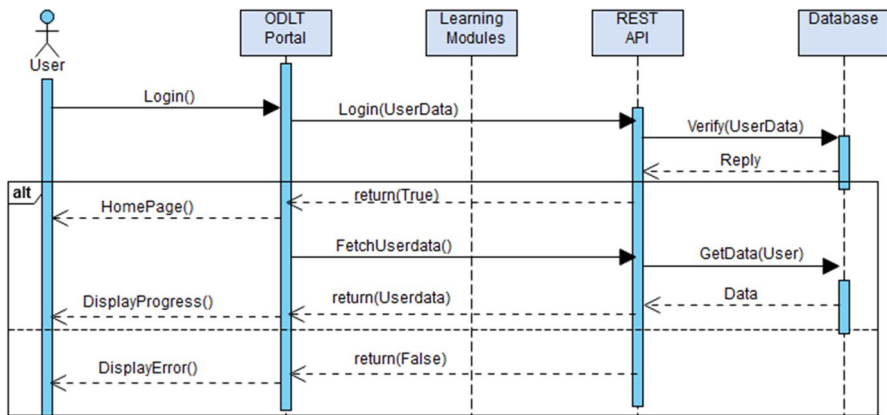 User
ODLT
Portal
Learning
Modules
REST
API
Database
Login()
Login(UserData)
Verify(UserData)
Reply
alt
return(True)
HomePage()
FetchUserdata()
GetData(User)
Data
return(Userdata)
DisplayProgress()
return(False)
DisplayError()